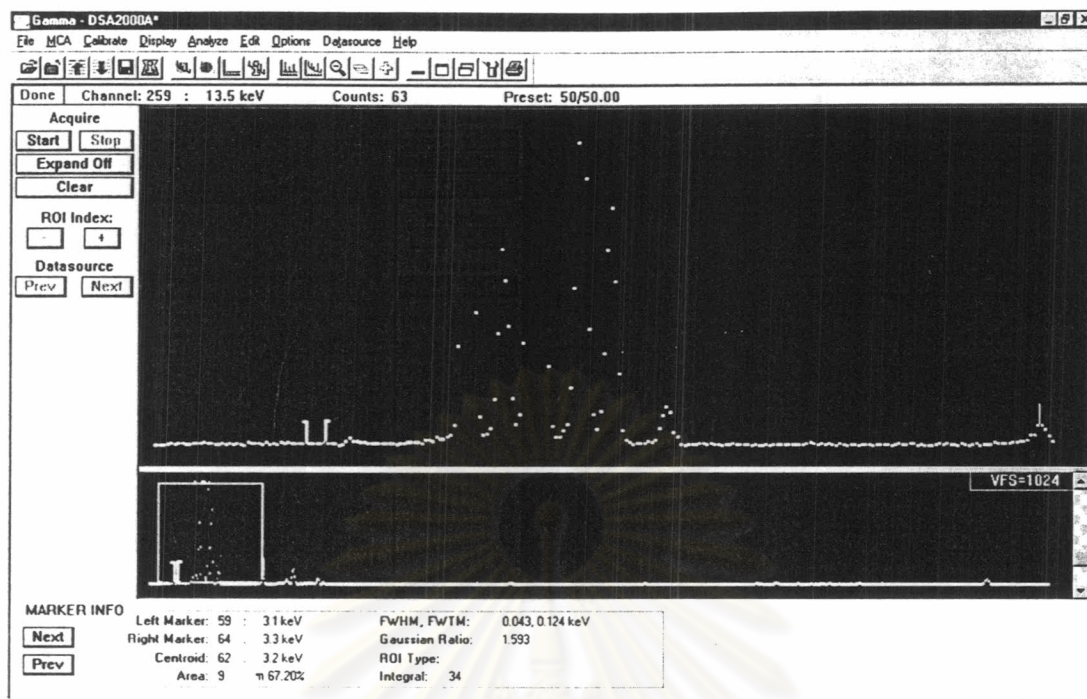 Gamma - DSA2000A*
File MCA Calibrate Display Analyze Edit Options Datasource Help
Done Channel: 259 : 13.5 keV Counts: 63 Preset: 50/50.00
Acquire
Start Stop
Expand Off
Clear
ROI Index:
- +
Datasource
Prev Next
VFS=1024
MARKER INFO
Next
Prev
Left Marker: 59 : 3.1 keV
Right Marker: 64 . 3.3 keV
Centroid: 62 . 3.2 keV
Area: 9 m 67.20%
FWHM, FWTM: 0.043, 0.124 keV
Gaussian Ratio: 1.593
ROI Type:
Integral: 34